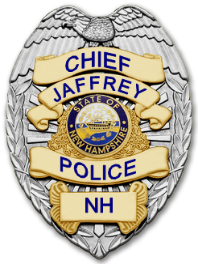 CHIEF
JAFFREY
STATE OF
NEW HAMPSHIRE
POLICE
NH